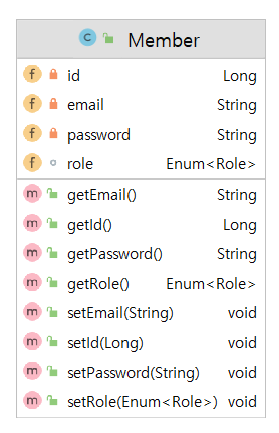 C Member
f id Long
f email String
f password String
f role Enum<Role>
m getEmail() String
m getId() Long
m getPassword() String
m getRole() Enum<Role>
m setEmail(String) void
m setId(Long) void
m setPassword(String) void
m setRole(Enum<Role>) void